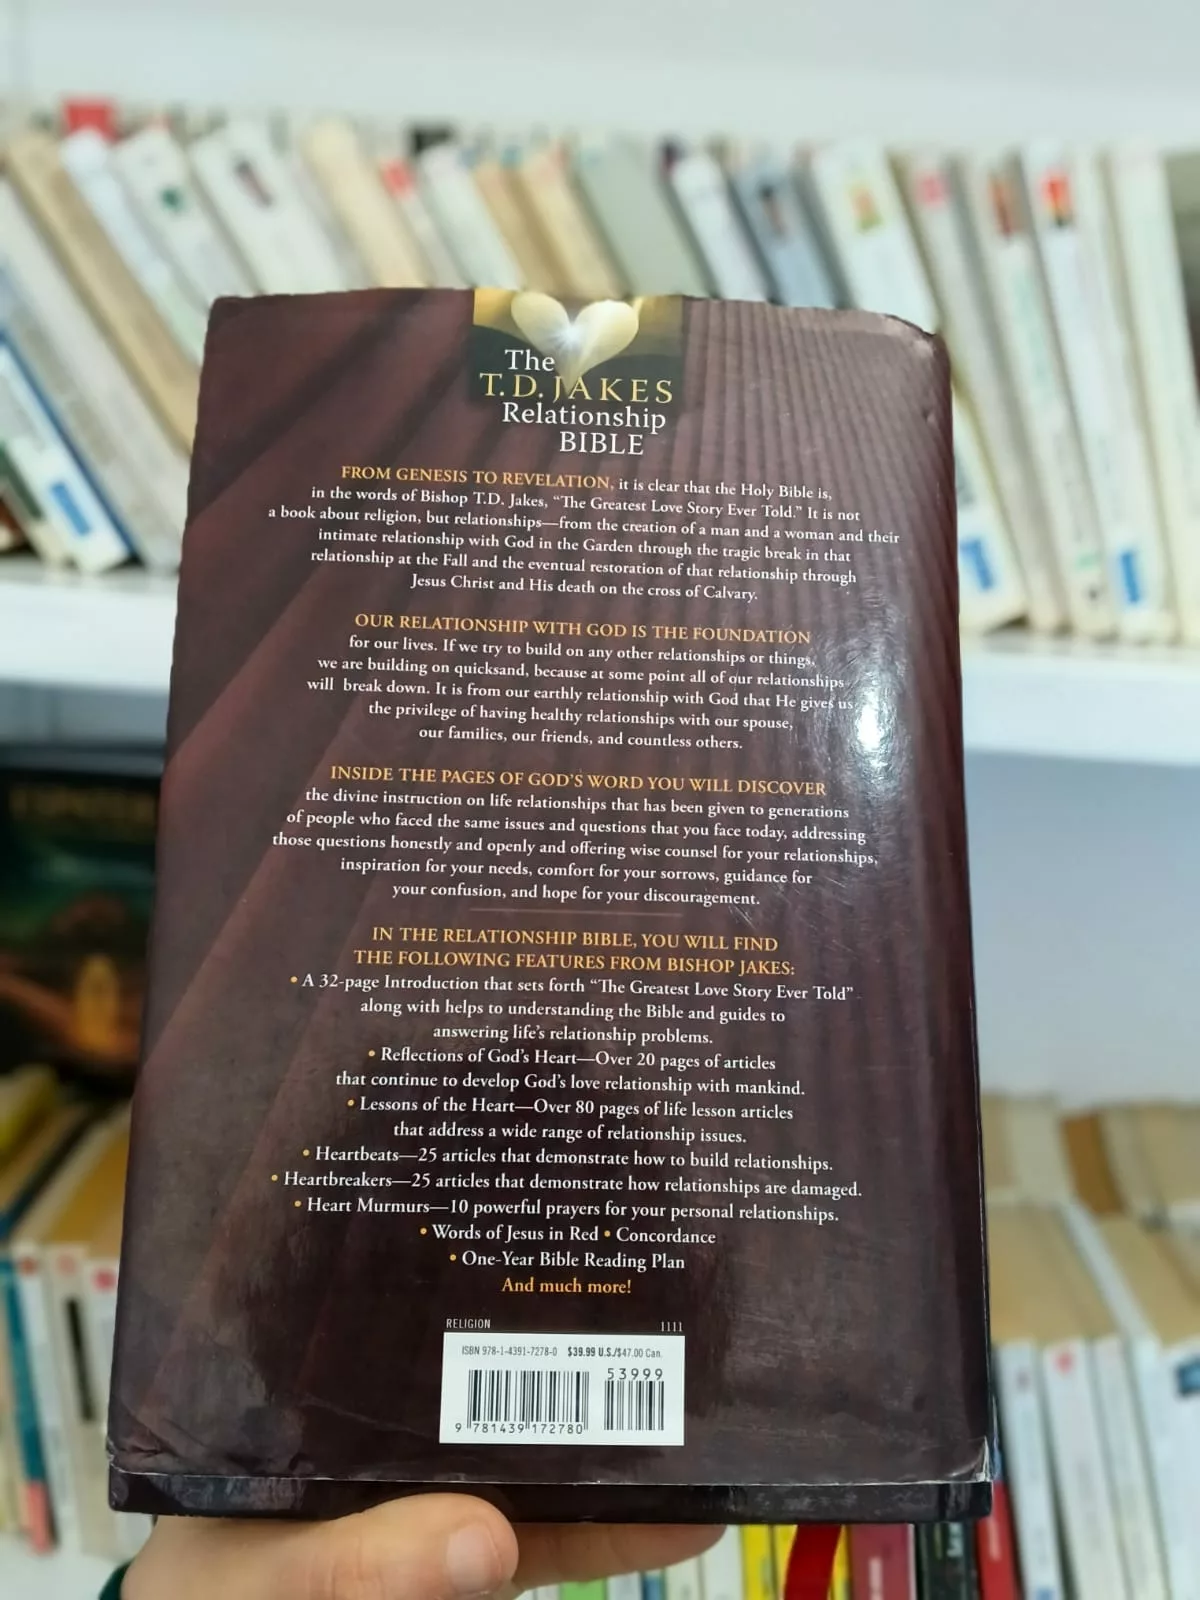 The
T.D. JAKES
Relationship
BIBLE
FROM GENESIS TO REVELATION, it is clear that the Holy Bible is,
in the words of Bishop T.D. Jakes, “The Greatest Love Story Ever Told.” It is not
a book about religion, but relationships—from the creation of a man and a woman and their
intimate relationship with God in the Garden through the tragic break in that
relationship at the Fall and the eventual restoration of that relationship through
Jesus Christ and His death on the cross of Calvary.
OUR RELATIONSHIP WITH GOD IS THE FOUNDATION
for our lives. If we try to build on any other relationships or things,
we are building on quicksand, because at some point all of our relationships
will break down. It is from our earthly relationship with God that He gives us
the privilege of having healthy relationships with our spouse,
our families, our friends, and countless others.
INSIDE THE PAGES OF GOD’S WORD YOU WILL DISCOVER
the divine instruction on life relationships that has been given to generations
of people who faced the same issues and questions that you face today, addressing
those questions honestly and openly and offering wise counsel for your relationships,
inspiration for your needs, comfort for your sorrows, guidance for
your confusion, and hope for your discouragement.
IN THE RELATIONSHIP BIBLE, YOU WILL FIND
THE FOLLOWING FEATURES FROM BISHOP JAKES:
• A 32-page Introduction that sets forth “The Greatest Love Story Ever Told”
along with helps to understanding the Bible and guides to
answering life’s relationship problems.
• Reflections of God’s Heart—Over 20 pages of articles
that continue to develop God’s love relationship with mankind.
• Lessons of the Heart—Over 80 pages of life lesson articles
that address a wide range of relationship issues.
• Heartbeats—25 articles that demonstrate how to build relationships.
• Heartbreakers—25 articles that demonstrate how relationships are damaged.
• Heart Murmurs—10 powerful prayers for your personal relationships.
• Words of Jesus in Red • Concordance
• One-Year Bible Reading Plan
And much more!
RELIGION 1111
ISBN 978-1-4391-7278-0 $39.99 U.S./$47.00 Can.
53999
9 781439 172780